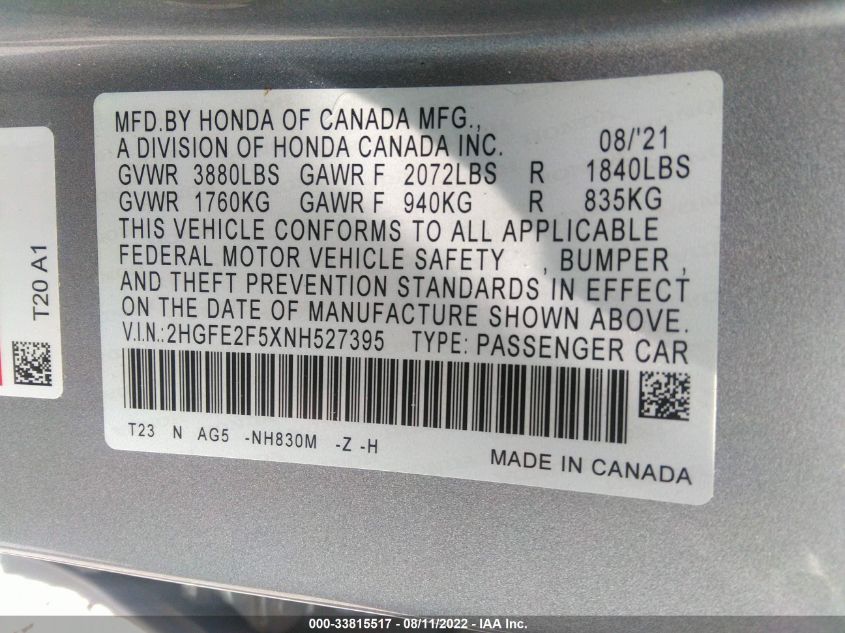 MFD.BY HONDA OF CANADA MFG.,
A DIVISION OF HONDA CANADA INC. 08/'21
GVWR 3880LBS GAWR F 2072LBS R 1840LBS
GVWR 1760KG GAWR F 940KG R 835KG
THIS VEHICLE CONFORMS TO ALL APPLICABLE
FEDERAL MOTOR VEHICLE SAFETY , BUMPER ,
AND THEFT PREVENTION STANDARDS IN EFFECT
ON THE DATE OF MANUFACTURE SHOWN ABOVE.
V.I.N.:2HGFE2F5XNH527395 TYPE: PASSENGER CAR
T23 N AG5 -NH830M -Z -H
MADE IN CANADA
T20 A1
000-33815517 - 08/11/2022 - IAA Inc.